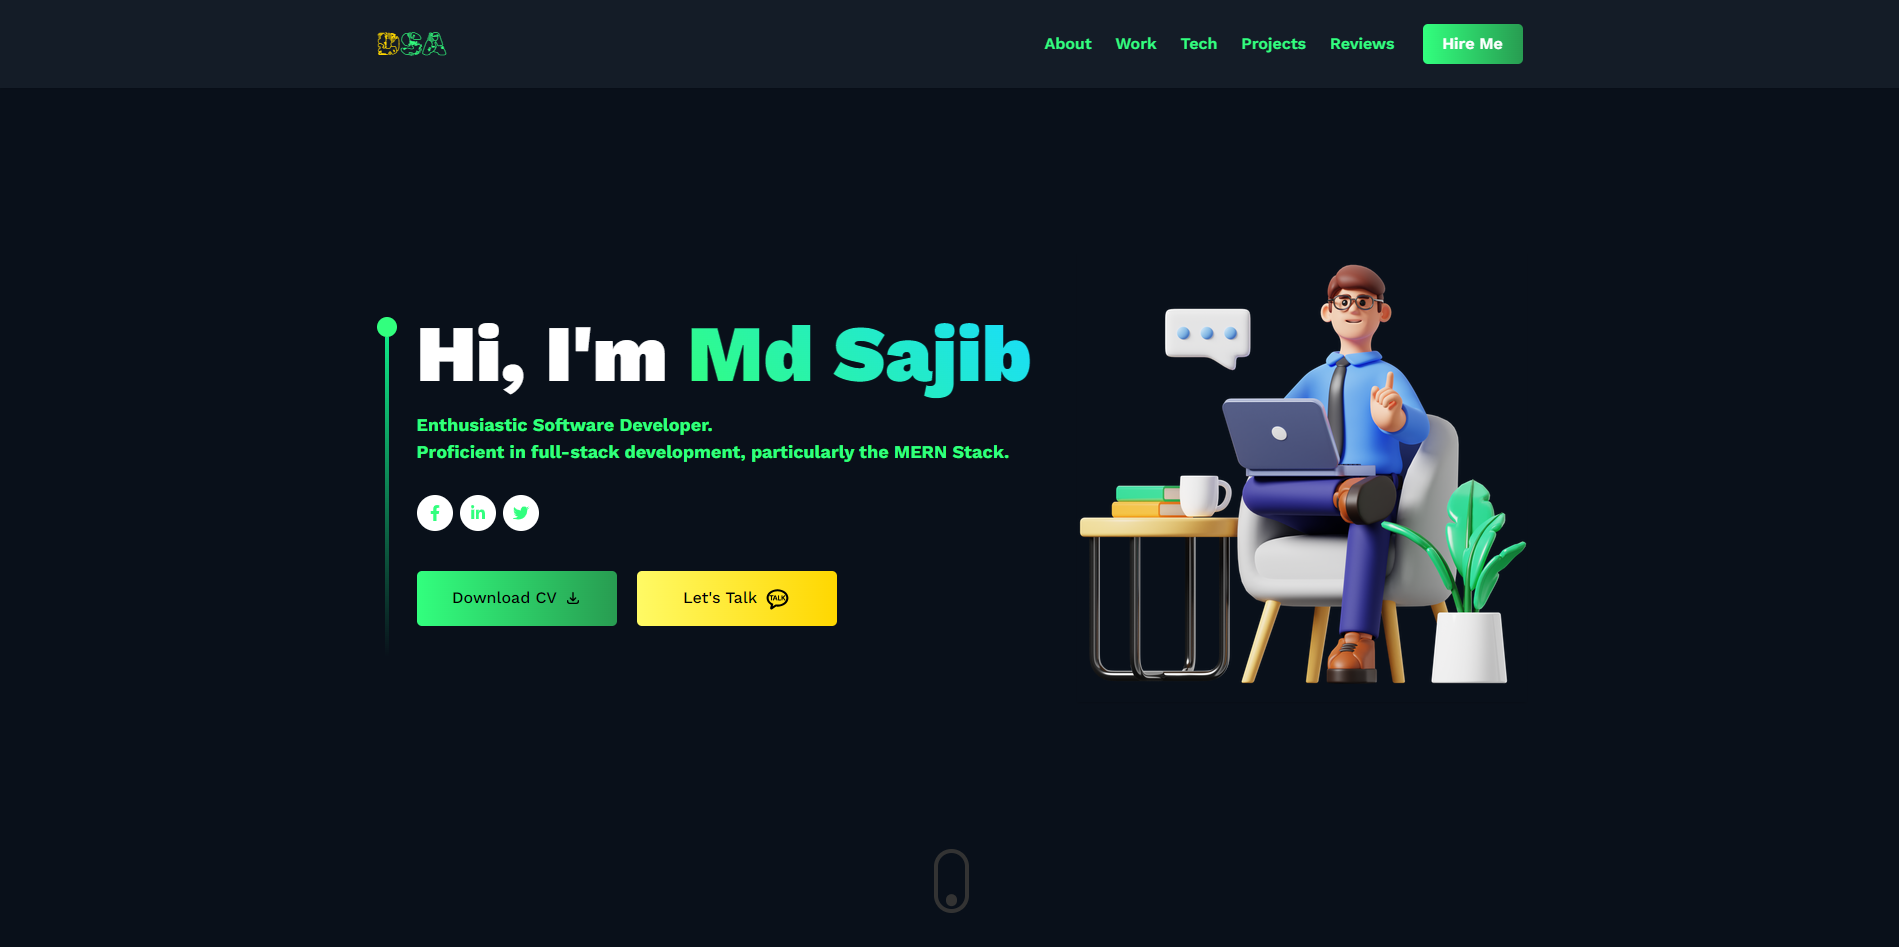 DSA
About Work Tech Projects Reviews Hire Me
Hi, I'm Md Sajib
Enthusiastic Software Developer.
Proficient in full-stack development, particularly the MERN Stack.
Download CV
Let's Talk TALK